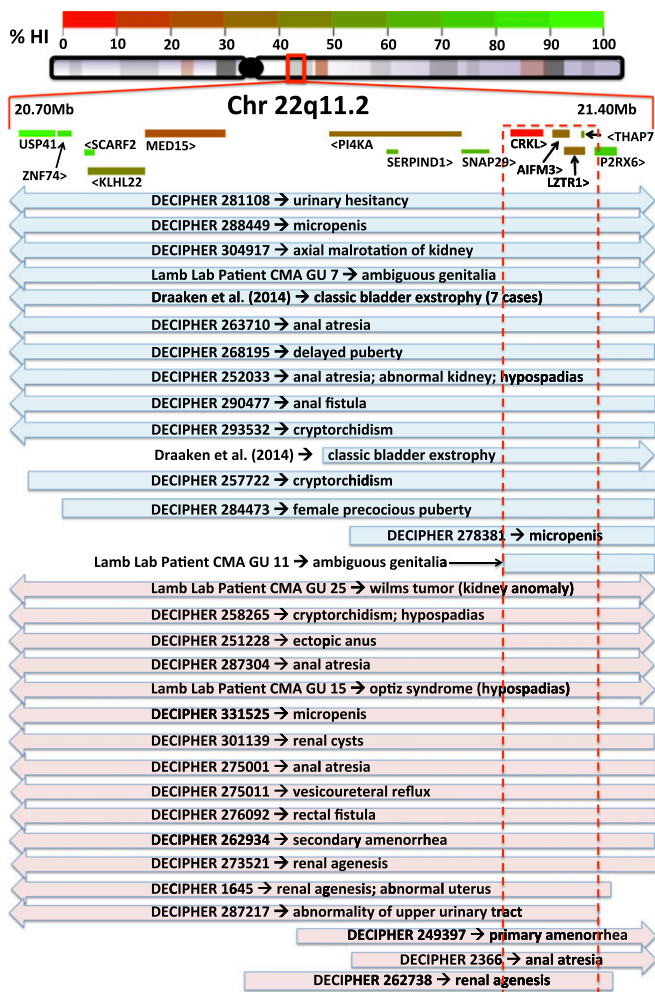 % HI
0 10 20 30 40 50 60 70 80 90 100
20.70Mb Chr 22q11.2 21.40Mb
USP41 <SCARF2 MED15> <PI4KA CRKL> <THAP7
ZNF74> <KLHL22 SERPIND1> SNAP29> AIFM3> P2RX6>
LZTR1>
DECIPHER 281108 → urinary hesitancy
DECIPHER 288449 → micropenis
DECIPHER 304917 → axial malrotation of kidney
Lamb Lab Patient CMA GU 7 → ambiguous genitalia
Draaken et al. (2014) → classic bladder exstrophy (7 cases)
DECIPHER 263710 → anal atresia
DECIPHER 268195 → delayed puberty
DECIPHER 252033 → anal atresia; abnormal kidney; hypospadias
DECIPHER 290477 → anal fistula
DECIPHER 293532 → cryptorchidism
Draaken et al. (2014) → classic bladder exstrophy
DECIPHER 257722 → cryptorchidism
DECIPHER 284473 → female precocious puberty
DECIPHER 278381 → micropenis
Lamb Lab Patient CMA GU 11 → ambiguous genitalia
Lamb Lab Patient CMA GU 25 → wilms tumor (kidney anomaly)
DECIPHER 258265 → cryptorchidism; hypospadias
DECIPHER 251228 → ectopic anus
DECIPHER 287304 → anal atresia
Lamb Lab Patient CMA GU 15 → optiz syndrome (hypospadias)
DECIPHER 331525 → micropenis
DECIPHER 301139 → renal cysts
DECIPHER 275001 → anal atresia
DECIPHER 275011 → vesicoureteral reflux
DECIPHER 276092 → rectal fistula
DECIPHER 262934 → secondary amenorrhea
DECIPHER 273521 → renal agenesis
DECIPHER 1645 → renal agenesis; abnormal uterus
DECIPHER 287217 → abnormality of upper urinary tract
DECIPHER 249397 → primary amenorrhea
DECIPHER 2366 → anal atresia
DECIPHER 262738 → renal agenesis